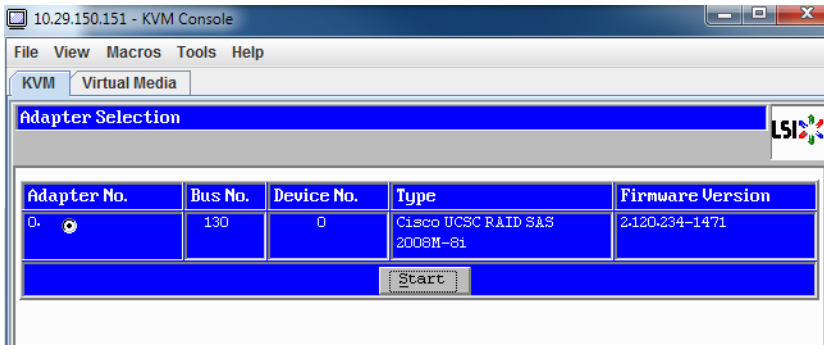 10.29.150.151 - KVM Console
File View Macros Tools Help
KVM Virtual Media
Adapter Selection
LSI
Adapter No. Bus No. Device No. Type Firmware Version
0. 130 0 Cisco UCSC RAID SAS 2.120.234-1471
2008M-8i
Start